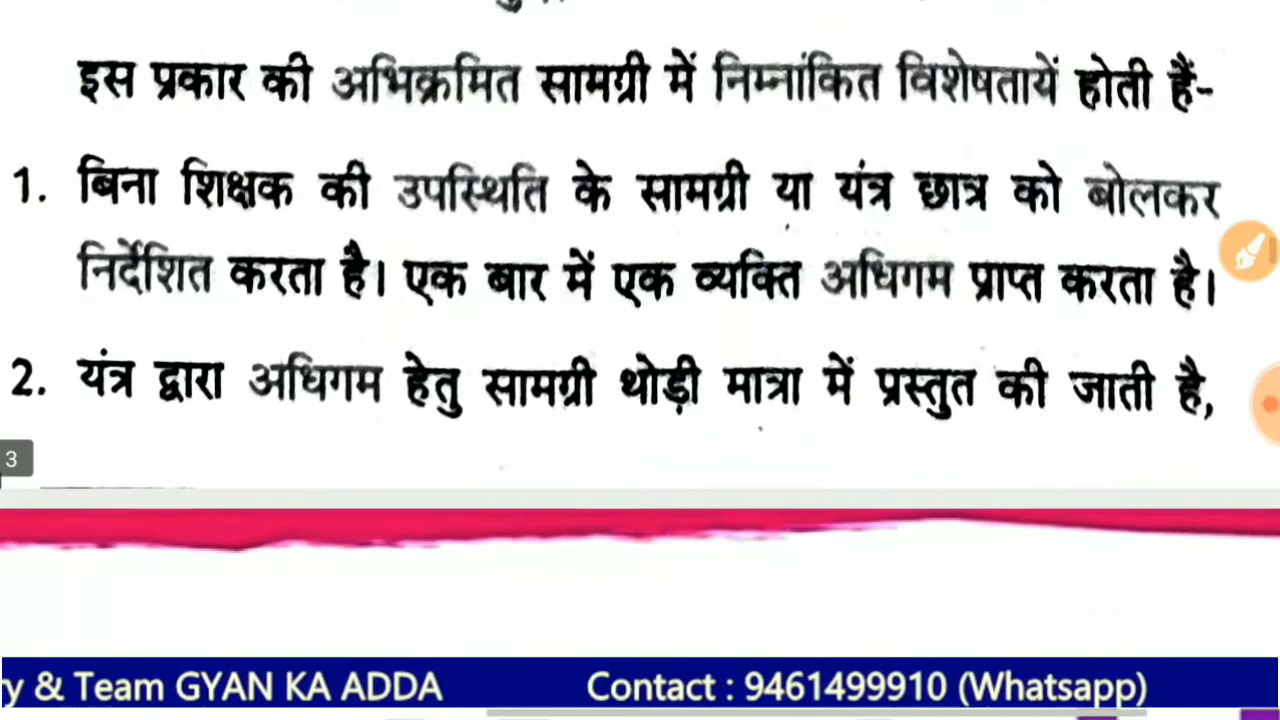 इस प्रकार की अभिक्रमित सामग्री में निम्नांकित विशेषतायें होती हैं-
1. बिना शिक्षक की उपस्थिति के सामग्री या यंत्र छात्र को बोलकर
निर्देशित करता है। एक बार में एक व्यक्ति अधिगम प्राप्त करता है।
2. यंत्र द्वारा अधिगम हेतु सामग्री थोड़ी मात्रा में प्रस्तुत की जाती है,
3
y & Team GYAN KA ADDA Contact : 9461499910 (Whatsapp)